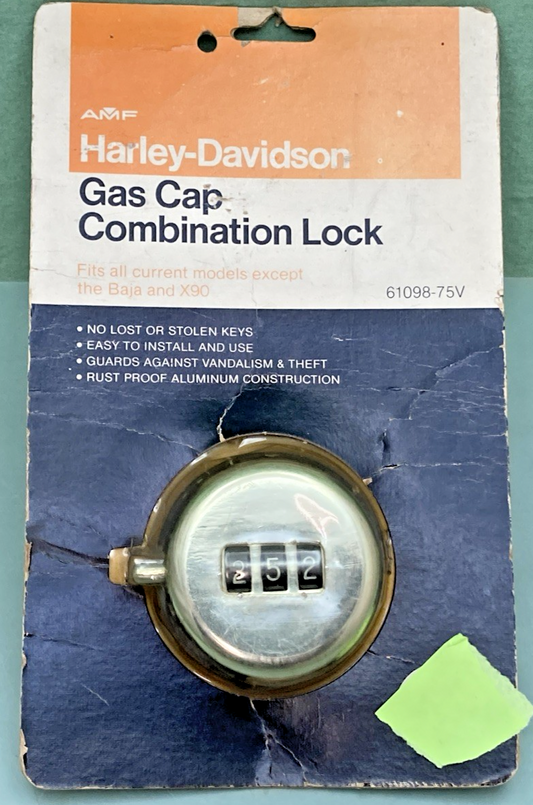 AMF
Harley-Davidson
Gas Cap
Combination Lock
Fits all current models except
the Baja and X90
61098-75V
• NO LOST OR STOLEN KEYS
• EASY TO INSTALL AND USE
• GUARDS AGAINST VANDALISM & THEFT
• RUST PROOF ALUMINUM CONSTRUCTION
2 5 2